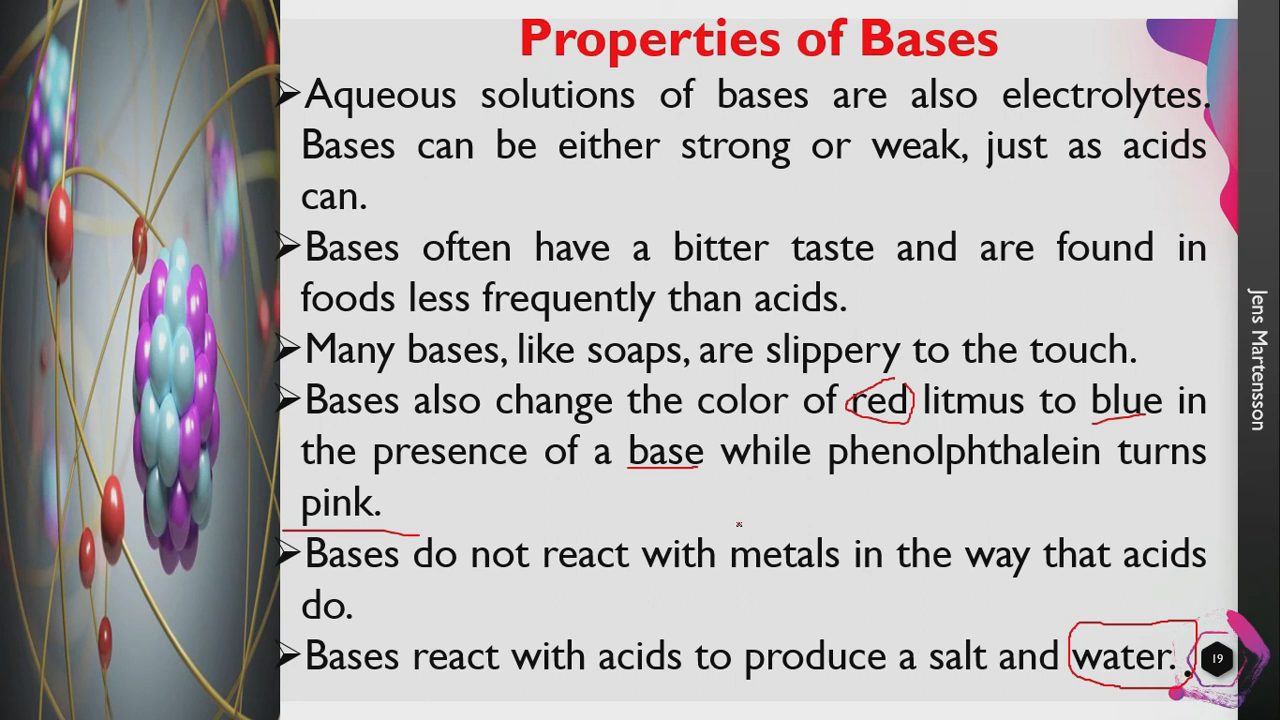 Properties of Bases
➢Aqueous solutions of bases are also electrolytes.
Bases can be either strong or weak, just as acids
can.
➢Bases often have a bitter taste and are found in
foods less frequently than acids.
➢Many bases, like soaps, are slippery to the touch.
➢Bases also change the color of red litmus to blue in
the presence of a base while phenolphthalein turns
pink.
➢Bases do not react with metals in the way that acids
do.
➢Bases react with acids to produce a salt and water. .
Jens Martensson
19